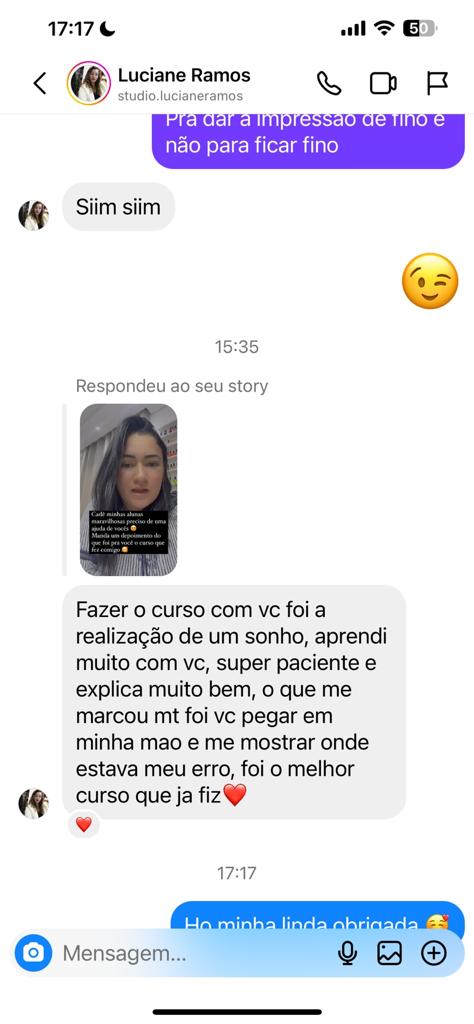 17:17
50
Luciane Ramos
studio.lucianeramos
Pra dar a impressão de fino e
não para ficar fino
Siim siim
15:35
Respondeu ao seu story
Cadê minhas alunas
maravilhosas preciso de uma
ajuda de vocês
Manda um depoimento do
que foi pra você o curso que
fez comigo
Fazer o curso com vc foi a
realização de um sonho, aprendi
muito com vc, super paciente e
explica muito bem, o que me
marcou mt foi vc pegar em
minha mao e me mostrar onde
estava meu erro, foi o melhor
curso que ja fiz❤️
17:17
Ho minha linda obrigada 🥰
Mensagem...